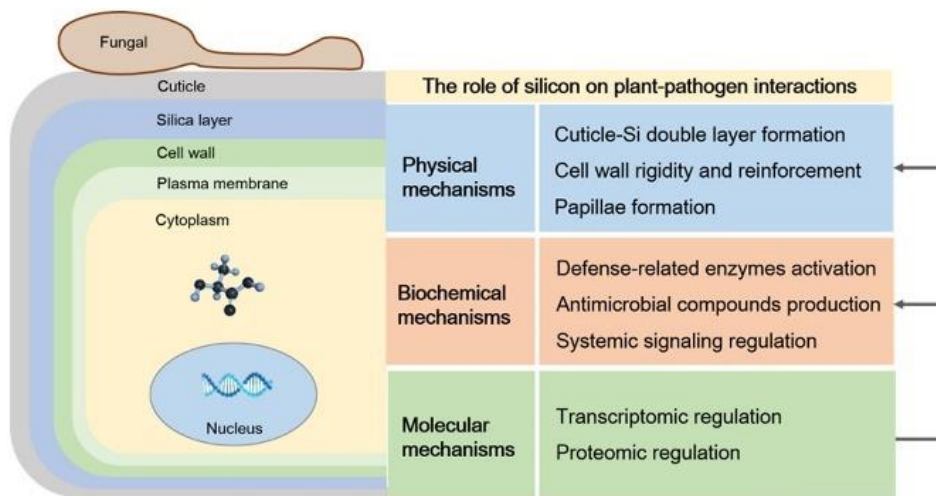 Fungal
Cuticle
Silica layer
Cell wall
Plasma membrane
Cytoplasm
Nucleus
The role of silicon on plant-pathogen interactions
Physical
mechanisms
Cuticle-Si double layer formation
Cell wall rigidity and reinforcement
Papillae formation
Biochemical
mechanisms
Defense-related enzymes activation
Antimicrobial compounds production
Systemic signaling regulation
Molecular
mechanisms
Transcriptomic regulation
Proteomic regulation